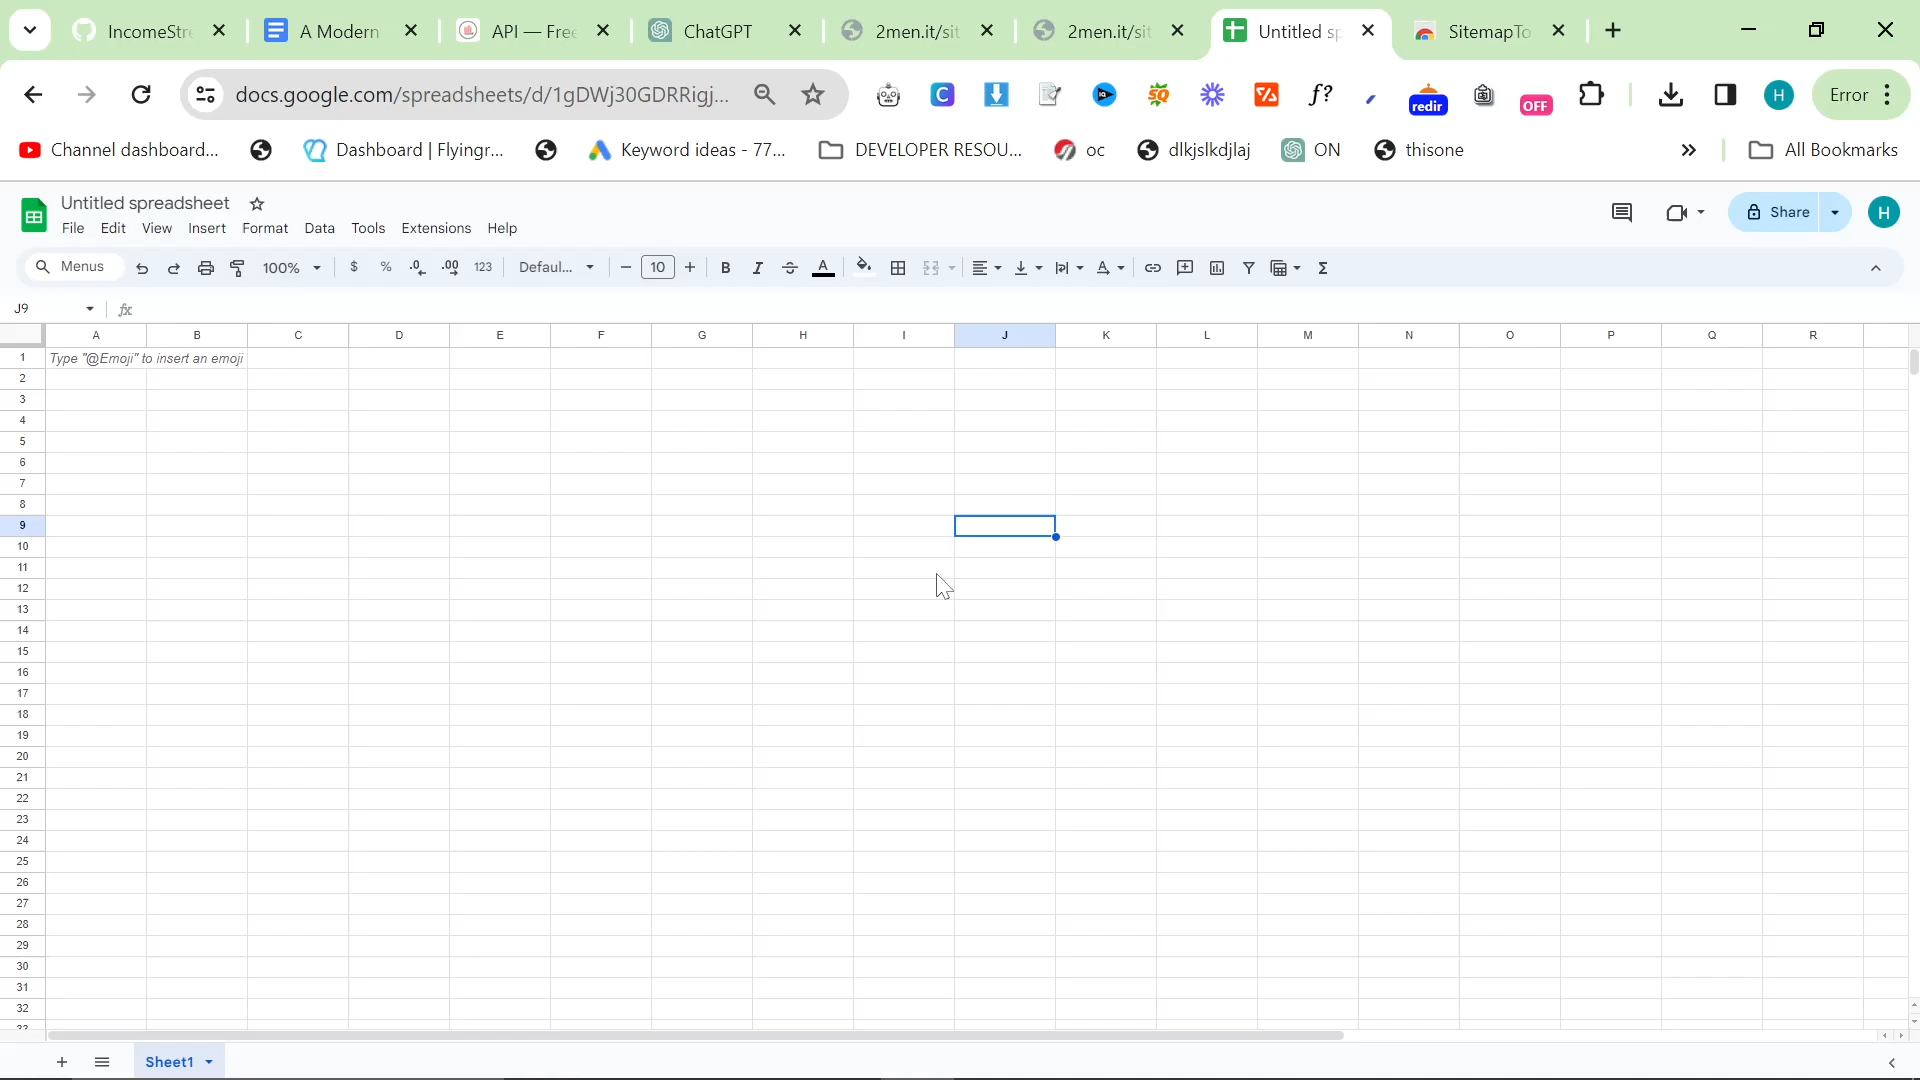 IncomeStre
A Modern
API — Free
ChatGPT
2men.it/sit
2men.it/sit
Untitled sp
SitemapTo
docs.google.com/spreadsheets/d/1gDWj30GDRRigj...
redir
OFF
H
Error
Channel dashboard...
Dashboard | Flyingr...
Keyword ideas - 77...
DEVELOPER RESOU...
oc
dlkjslkdjlaj
ON
thisone
»
All Bookmarks
Untitled spreadsheet
File Edit View Insert Format Data Tools Extensions Help
Share
H
Menus 100% $ % .0 .00 123 Defaul... − 10 + B I S A Σ
J9 fx
A B C D E F G H I J K L M N O P Q R
1 Type "@Emoji" to insert an emoji
2
3
4
5
6
7
8
9
10
11
12
13
14
15
16
17
18
19
20
21
22
23
24
25
26
27
28
29
30
31
32
33
Sheet1